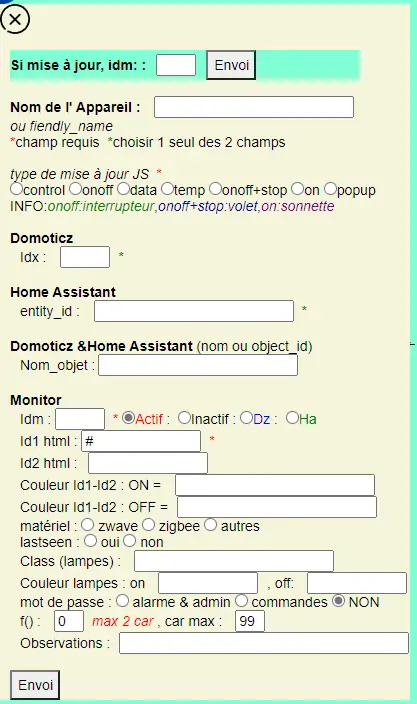 Si mise à jour, idm: : Envoi
Nom de l' Appareil :
ou fiendly_name
*champ requis *choisir 1 seul des 2 champs
type de mise à jour JS *
control onoff data temp onoff+stop on popup
INFO:onoff:interrupteur,onoff+stop:volet,on:sonnette
Domoticz
Idx : *
Home Assistant
entity_id : *
Domoticz &Home Assistant (nom ou object_id)
Nom_objet :
Monitor
Idm : * Actif : Inactif : Dz : Ha
Id1 html : # *
Id2 html :
Couleur Id1-Id2 : ON =
Couleur Id1-Id2 : OFF =
matériel : zwave zigbee autres
lastseen : oui non
Class (lampes) :
Couleur lampes : on , off:
mot de passe : alarme & admin commandes NON
f() : 0 max 2 car , car max : 99
Observations :
Envoi